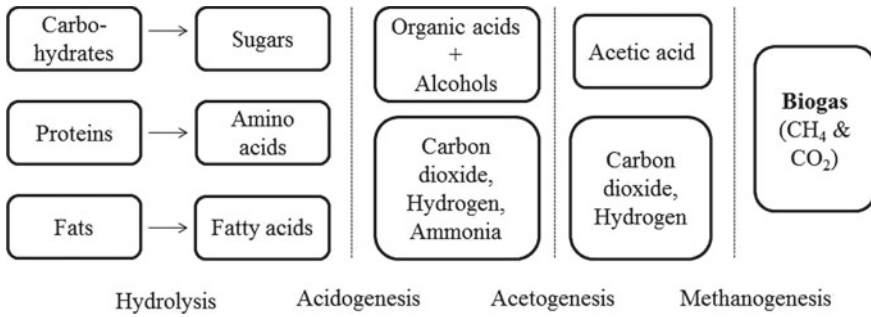 Carbo-
hydrates
Sugars
Proteins
Amino
acids
Fats
Fatty acids
Organic acids
+
Alcohols
Carbon
dioxide,
Hydrogen,
Ammonia
Acetic acid
Carbon
dioxide,
Hydrogen
Biogas
(CH₄ &
CO₂)
Hydrolysis
Acidogenesis
Acetogenesis
Methanogenesis